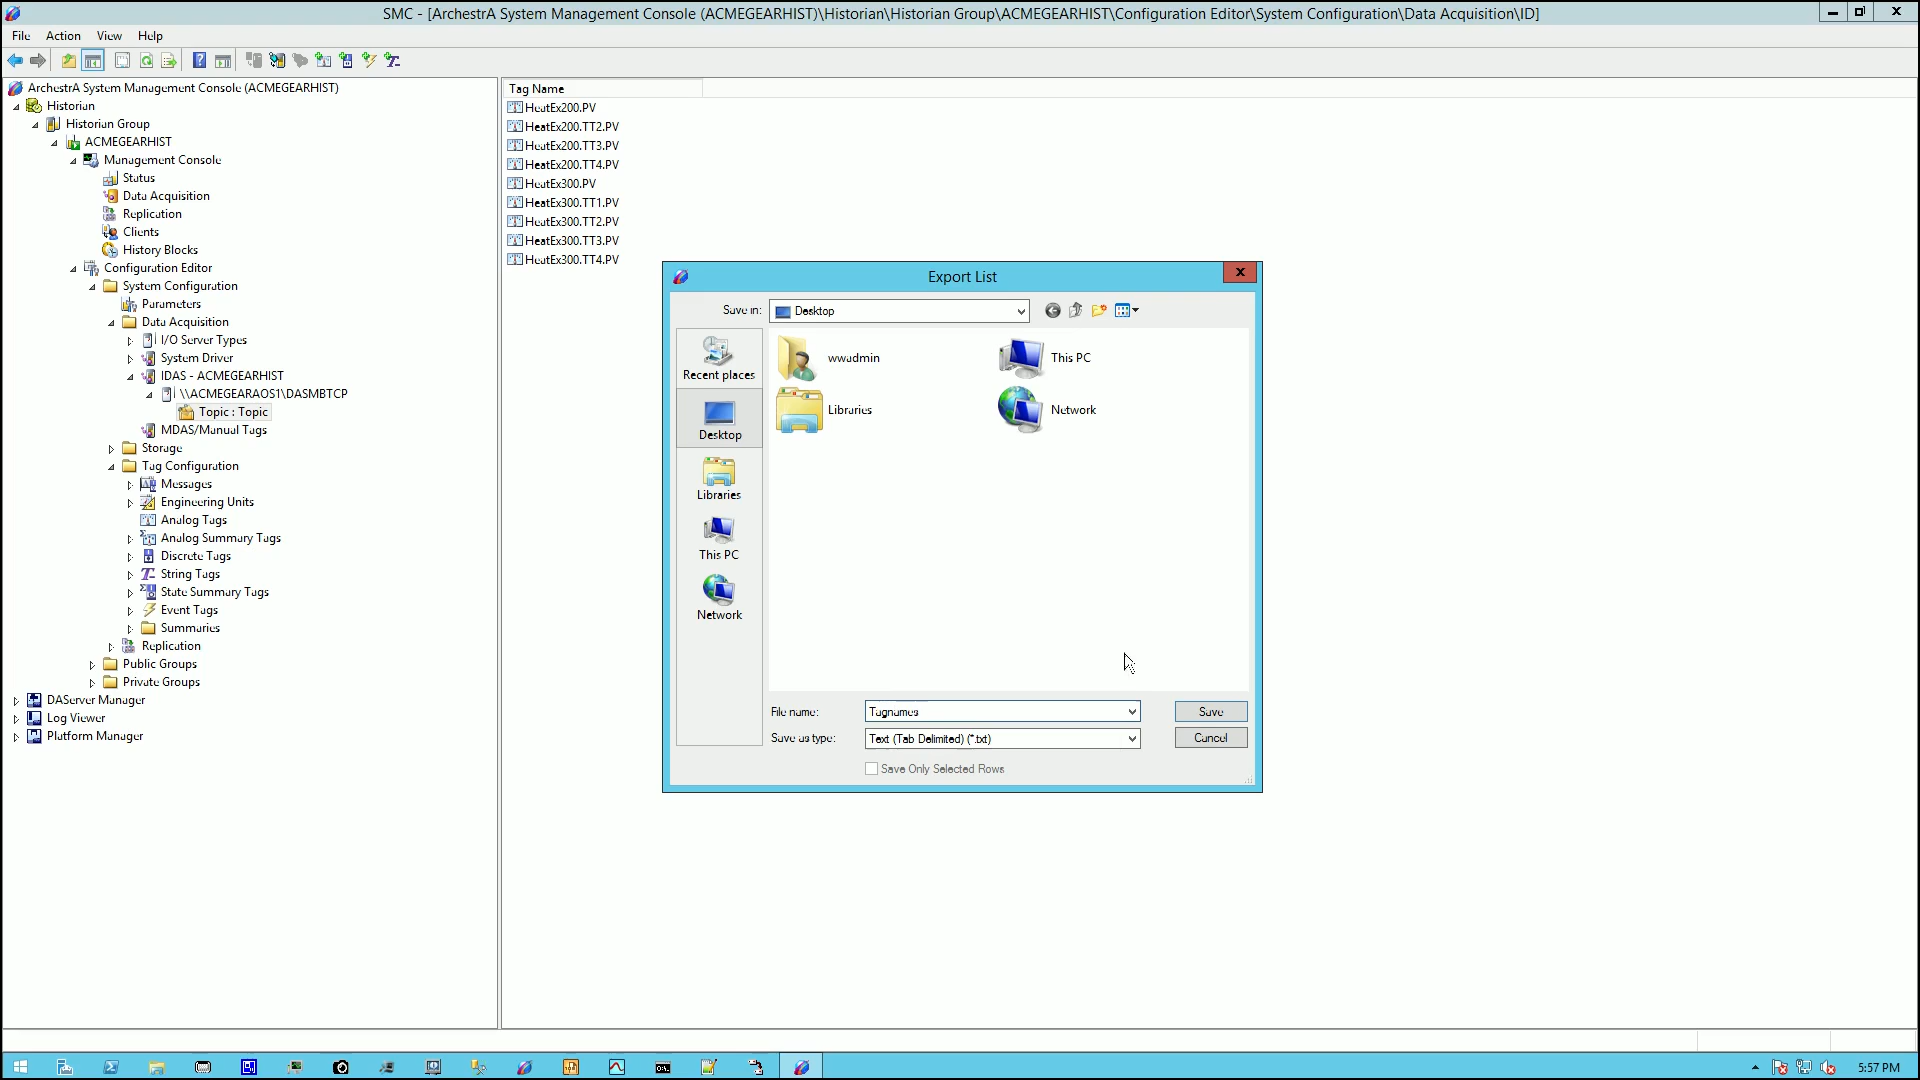 SMC - [ArchestrA System Management Console (ACMEGEARHIST)\Historian\Historian Group\ACMEGEARHIST\Configuration Editor\System Configuration\Data Acquisition\ID]
File Action View Help
ArchestrA System Management Console (ACMEGEARHIST)
Historian
Historian Group
ACMEGEARHIST
Management Console
Status
Data Acquisition
Replication
Clients
History Blocks
Configuration Editor
System Configuration
Parameters
Data Acquisition
I/O Server Types
System Driver
IDAS - ACMEGEARHIST
\\ACMEGEARAOS1\DASMBTCP
Topic : Topic
MDAS/Manual Tags
Storage
Tag Configuration
Messages
Engineering Units
Analog Tags
Analog Summary Tags
Discrete Tags
String Tags
State Summary Tags
Event Tags
Summaries
Replication
Public Groups
Private Groups
DAServer Manager
Log Viewer
Platform Manager
Tag Name
HeatEx200.PV
HeatEx200.TT2.PV
HeatEx200.TT3.PV
HeatEx200.TT4.PV
HeatEx300.PV
HeatEx300.TT1.PV
HeatEx300.TT2.PV
HeatEx300.TT3.PV
HeatEx300.TT4.PV
Export List
Save in: Desktop
Recent places
Desktop
Libraries
This PC
Network
wwadmin
This PC
Libraries
Network
File name: Tagnames
Save
Save as type: Text (Tab Delimited) (*.txt)
Cancel
Save Only Selected Rows
5:57 PM